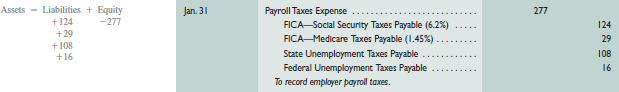 Assets = Liabilities + Equity
+124 -277
+29
+108
+16
Jan. 31 Payroll Taxes Expense ........................... 277
FICA—Social Security Taxes Payable (6.2%) ..... 124
FICA—Medicare Taxes Payable (1.45%) .......... 29
State Unemployment Taxes Payable ............. 108
Federal Unemployment Taxes Payable .......... 16
To record employer payroll taxes.